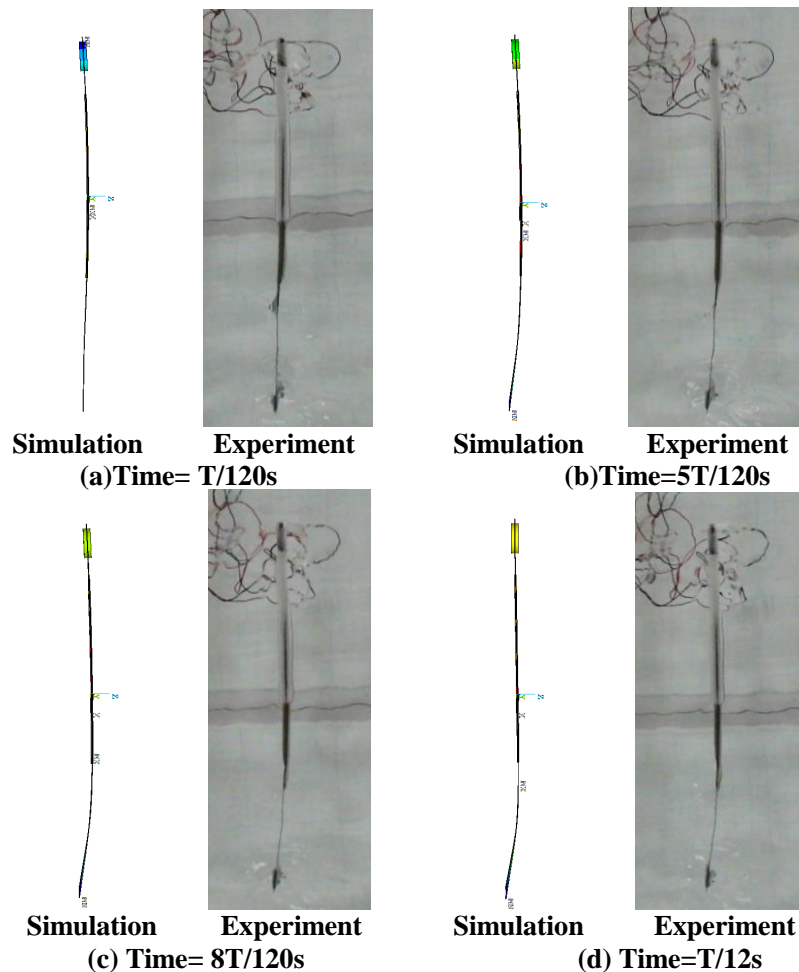 Simulation Experiment
(a)Time= T/120s
Simulation Experiment
(b)Time=5T/120s
Simulation Experiment
(c) Time= 8T/120s
Simulation Experiment
(d) Time=T/12s